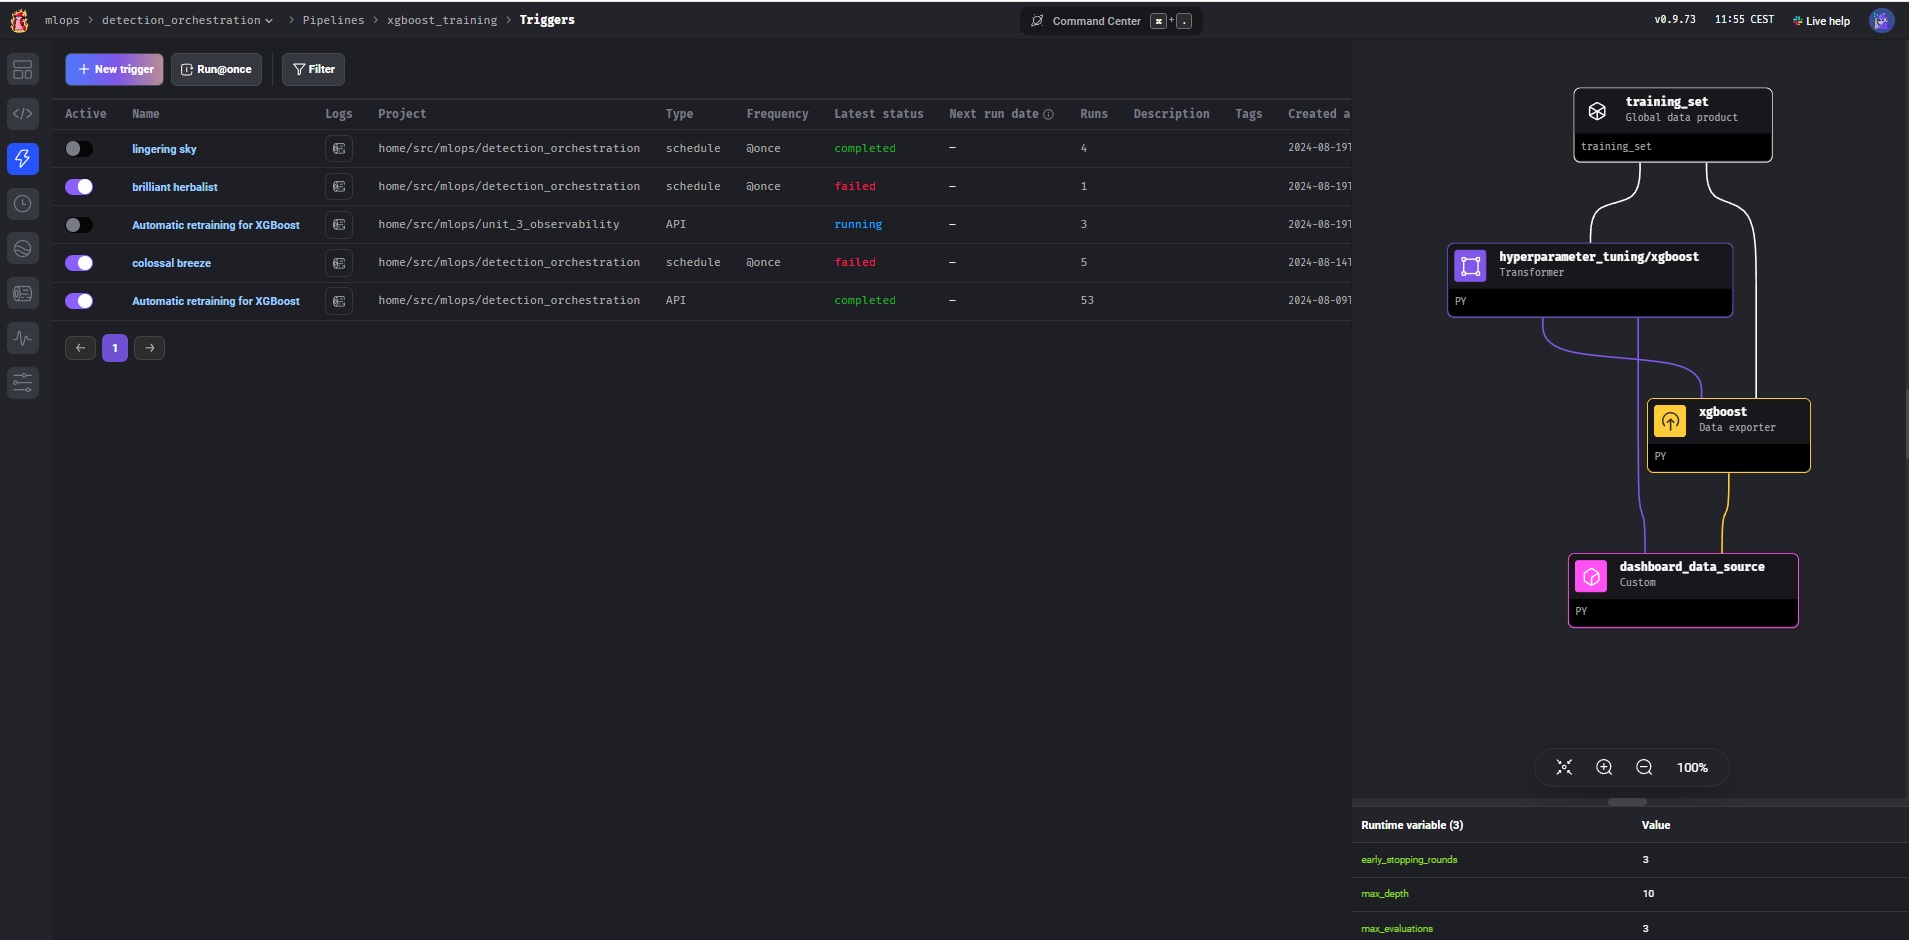 mlops > detection_orchestration > Pipelines > xgboost_training > Triggers
Command Center ⌘ + .
v0.9.73 11:55 CEST Live help
+ New trigger Run@once Filter
Active Name Logs Project Type Frequency Latest status Next run date Runs Description Tags Created a
lingering sky home/src/mlops/detection_orchestration schedule @once completed — 4 2024-08-19T
brilliant herbalist home/src/mlops/detection_orchestration schedule @once failed — 1 2024-08-19T
Automatic retraining for XGBoost home/src/mlops/unit_3_observability API running — 3 2024-08-19T
colossal breeze home/src/mlops/detection_orchestration schedule @once failed — 5 2024-08-14T
Automatic retraining for XGBoost home/src/mlops/detection_orchestration API completed — 53 2024-08-09T
← 1 →
training_set
Global data product
training_set
hyperparameter_tuning/xgboost
Transformer
PY
xgboost
Data exporter
PY
dashboard_data_source
Custom
PY
100%
Runtime variable (3) Value
early_stopping_rounds 3
max_depth 10
max_evaluations 3